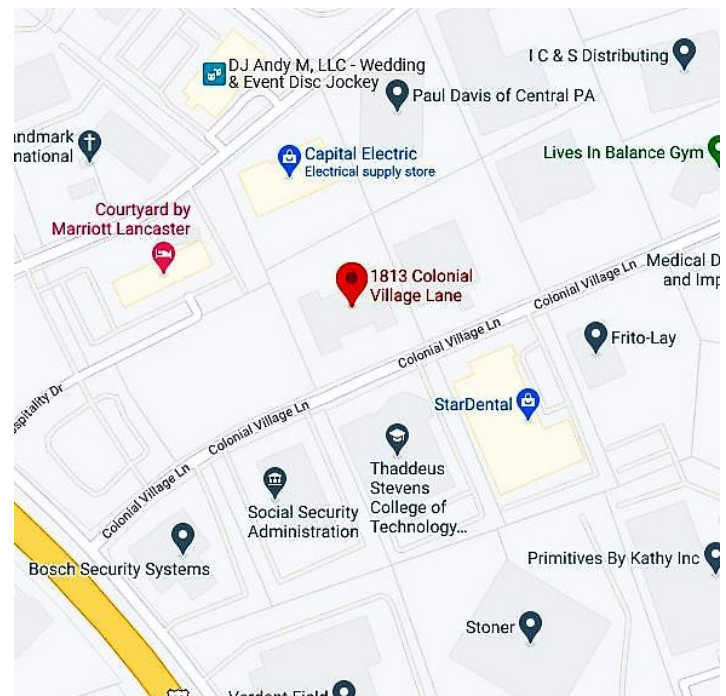 DJ Andy M, LLC - Wedding
& Event Disc Jockey
I C & S Distributing
Paul Davis of Central PA
andmark
national
Capital Electric
Electrical supply store
Lives In Balance Gym
Courtyard by
Marriott Lancaster
1813 Colonial
Village Lane
Medical D
and Imp
Colonial Village Ln
Colonial Village Ln
Frito-Lay
spitality Dr
StarDental
Colonial Village Ln
Thaddeus
Stevens
College of
Technology...
Social Security
Administration
Colonial Village Ln
Bosch Security Systems
Primitives By Kathy Inc
Stoner
Verdant Field